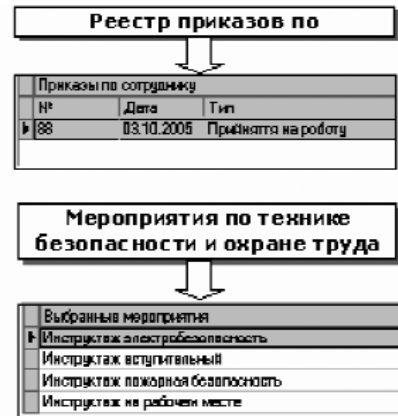 Реестр приказов по
Приказы по сотруднику
№ Дата Тип
88 03.10.2005 Прийняття на роботу
Мероприятия по технике
безопасности и охране труда
Выбранные мероприятия
Инструктаж электробезопасность
Инструктаж вступительный
Инструктаж пожарная безопасность
Инструктаж на рабочем месте